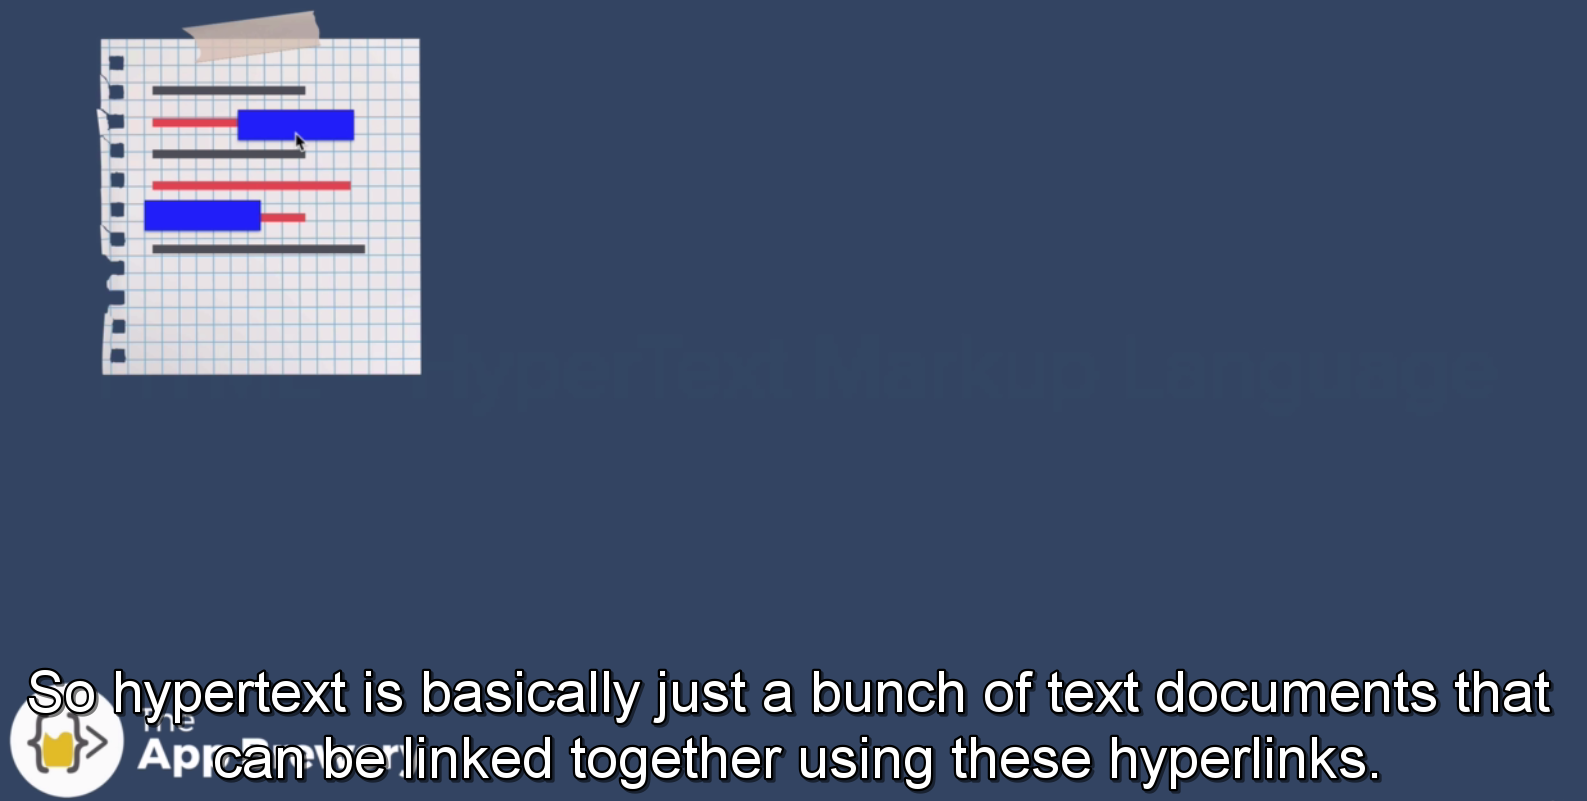 HTML - HyperText Markup Language
So hypertext is basically just a bunch of text documents that
can be linked together using these hyperlinks.
The
App Brewery